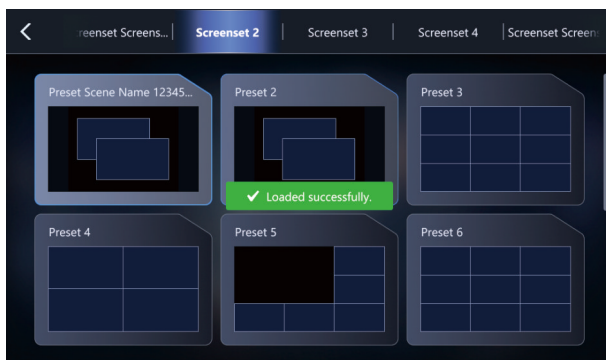 reenset Screens...
Screenset 2
Screenset 3
Screenset 4
Screenset Screen
Preset Scene Name 12345...
Preset 2
Preset 3
✔ Loaded successfully.
Preset 4
Preset 5
Preset 6